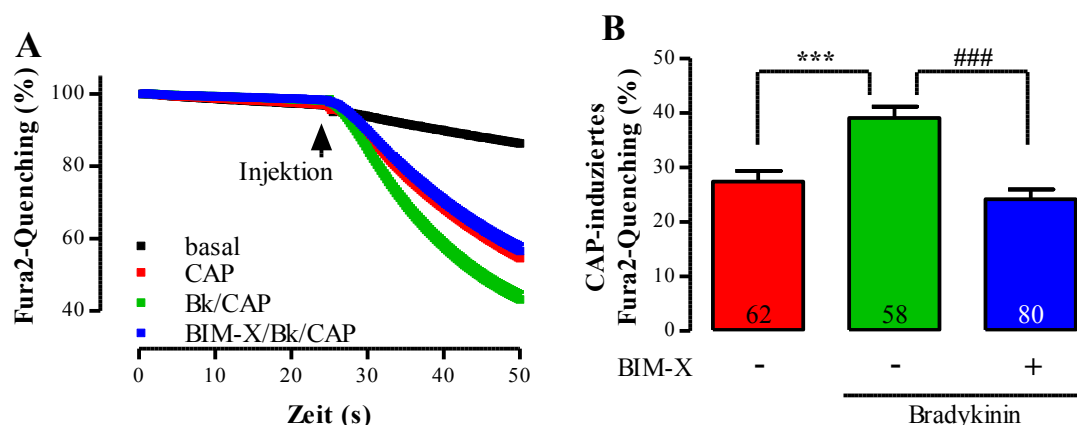 A
Fura2-Quenching (%)
100
80
60
40
Injektion
basal
CAP
Bk/CAP
BIM-X/Bk/CAP
0
10
20
30
40
50
Zeit (s)
B
CAP-induziertes
Fura2-Quenching (%)
50
40
30
20
10
0
***
###
62
58
80
BIM-X
-
-
+
Bradykinin